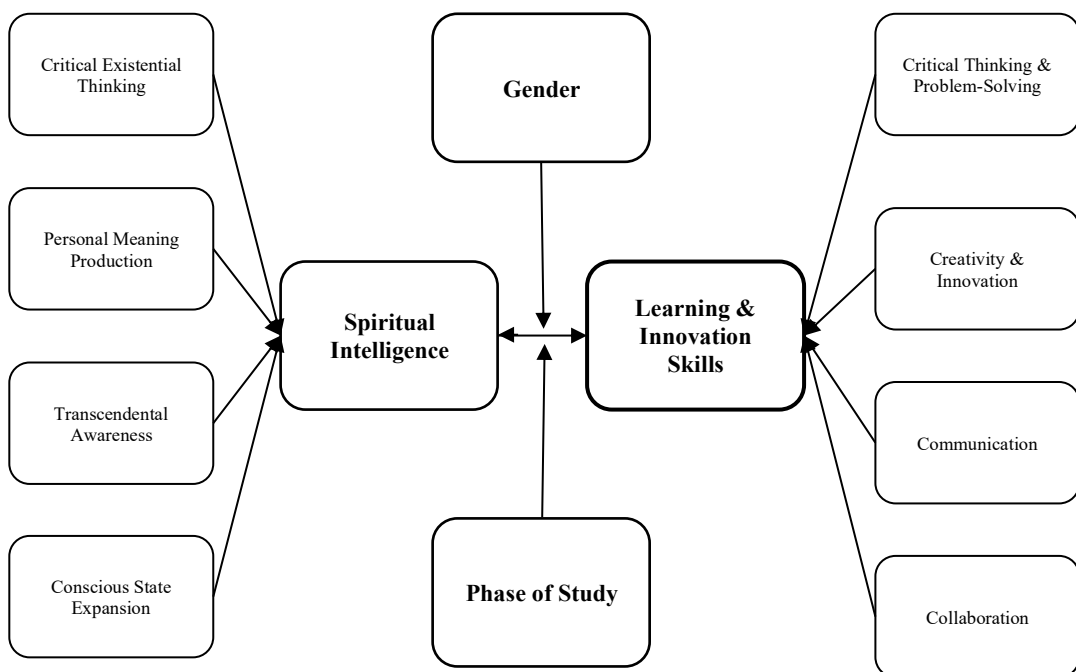 Critical Existential
Thinking
Personal Meaning
Production
Transcendental
Awareness
Conscious State
Expansion
Gender
Spiritual
Intelligence
Learning &
Innovation
Skills
Phase of Study
Critical Thinking &
Problem-Solving
Creativity &
Innovation
Communication
Collaboration